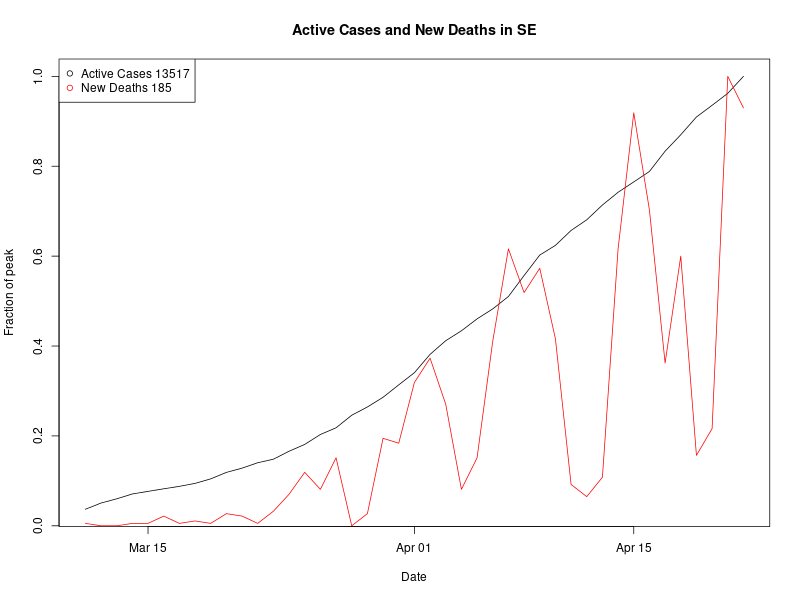 Active Cases and New Deaths in SE
Active Cases 13517
New Deaths 185
Fraction of peak
1.0
0.8
0.6
0.4
0.2
0.0
Mar 15
Apr 01
Apr 15
Date